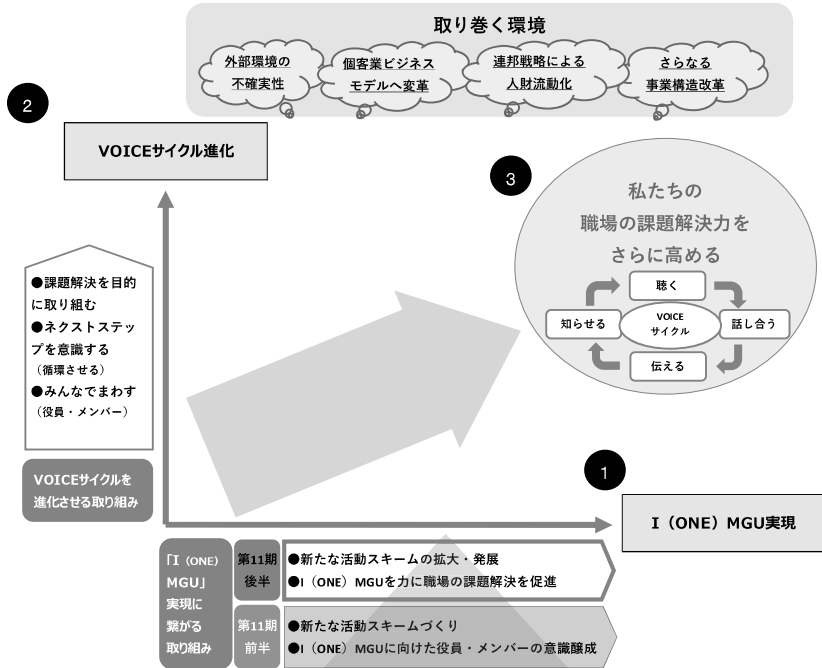 取り巻く環境
外部環境の
不確実性
個客業ビジネス
モデルへ変革
連邦戦略による
人財流動化
さらなる
事業構造改革
2
VOICEサイクル進化
3
私たちの
職場の課題解決力を
さらに高める
聴く
知らせる
VOICE
サイクル
話し合う
伝える
●課題解決を目的
に取り組む
●ネクストステッ
プを意識する
（循環させる）
●みんなでまわす
（役員・メンバー）
VOICEサイクルを
進化させる取り組み
1
I（ONE）MGU実現
「I（ONE）
MGU」
実現に
繋がる
取り組み
第11期
後半
●新たな活動スキームの拡大・発展
●I（ONE）MGUを力に職場の課題解決を促進
第11期
前半
●新たな活動スキームづくり
●I（ONE）MGUに向けた役員・メンバーの意識醸成